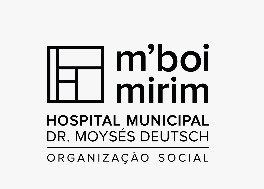 m'boi
mirim
HOSPITAL MUNICIPAL
DR. MOYSÉS DEUTSCH
ORGANIZAÇÃO SOCIAL